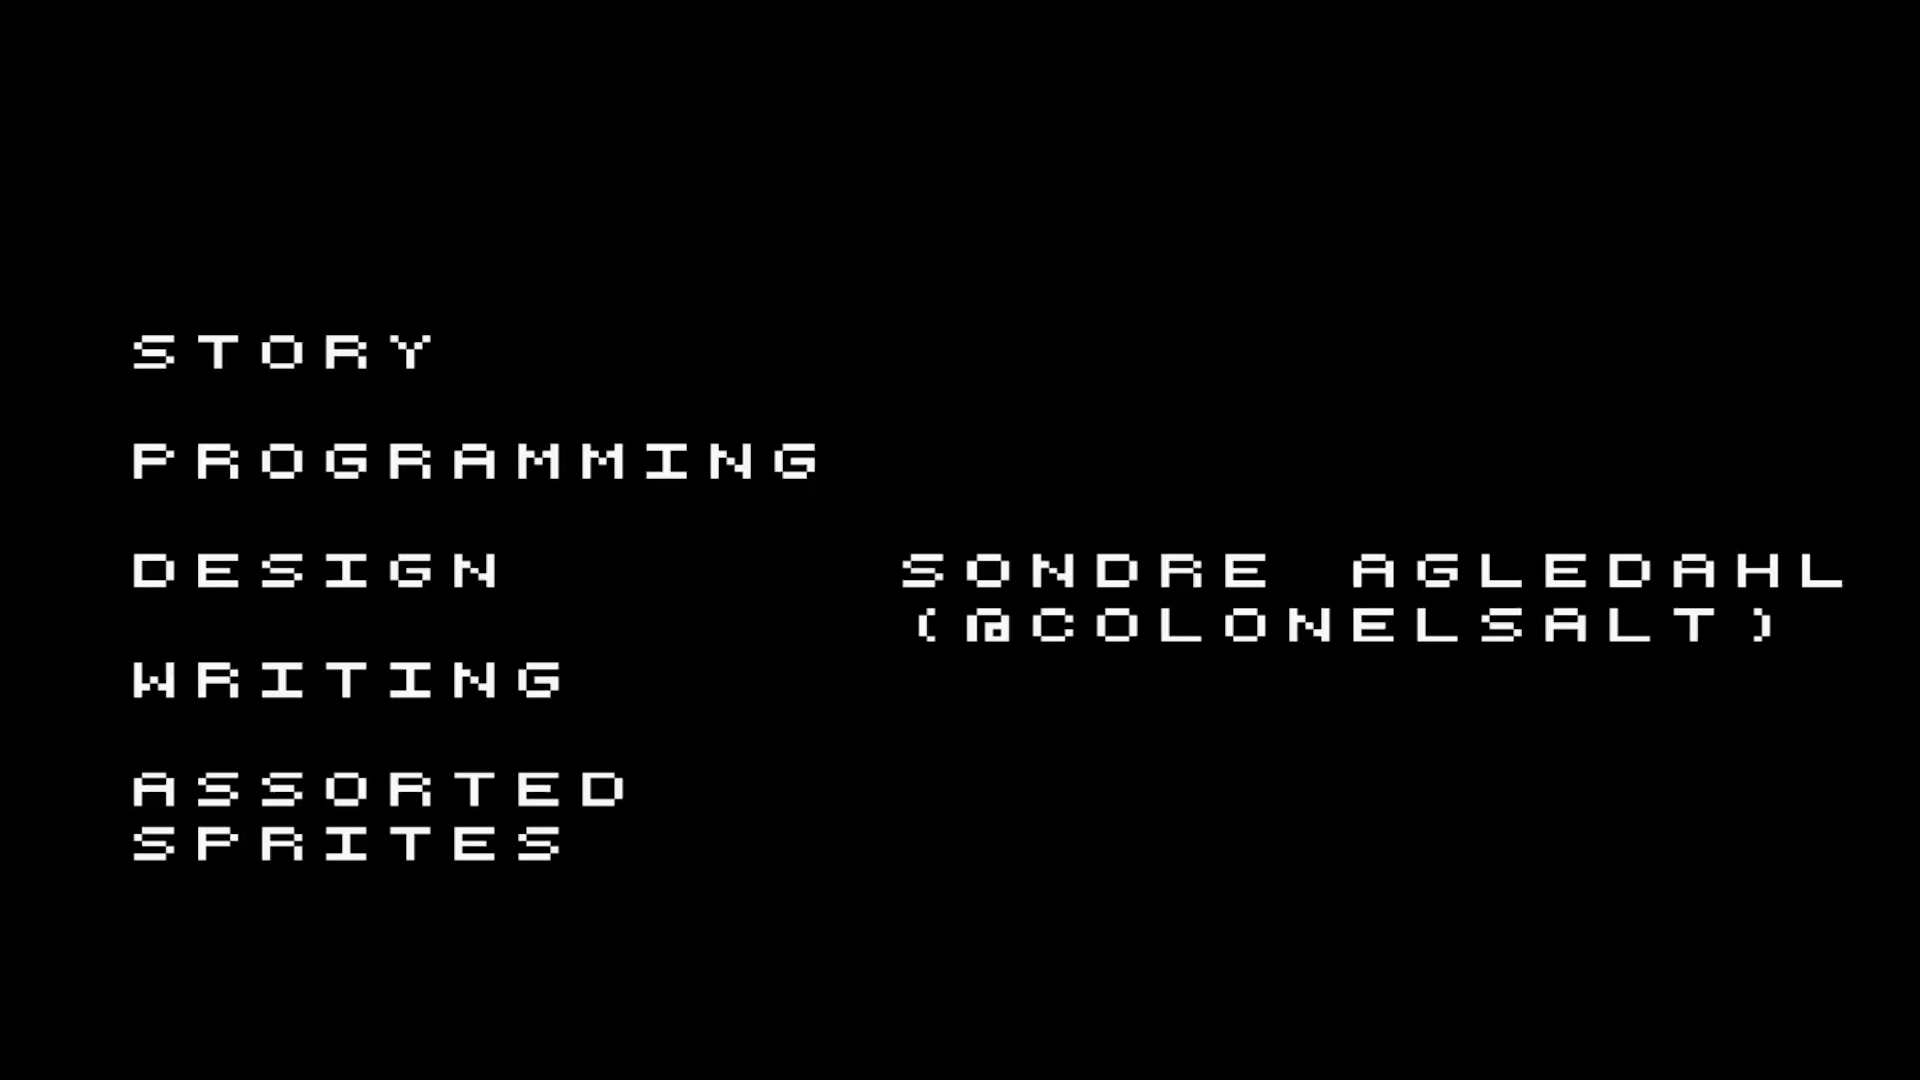 STORY
PROGRAMMING
DESIGN
WRITING
ASSORTED
SPRITES
SONDRE AGLEDAHL
(@COLONELSALT)